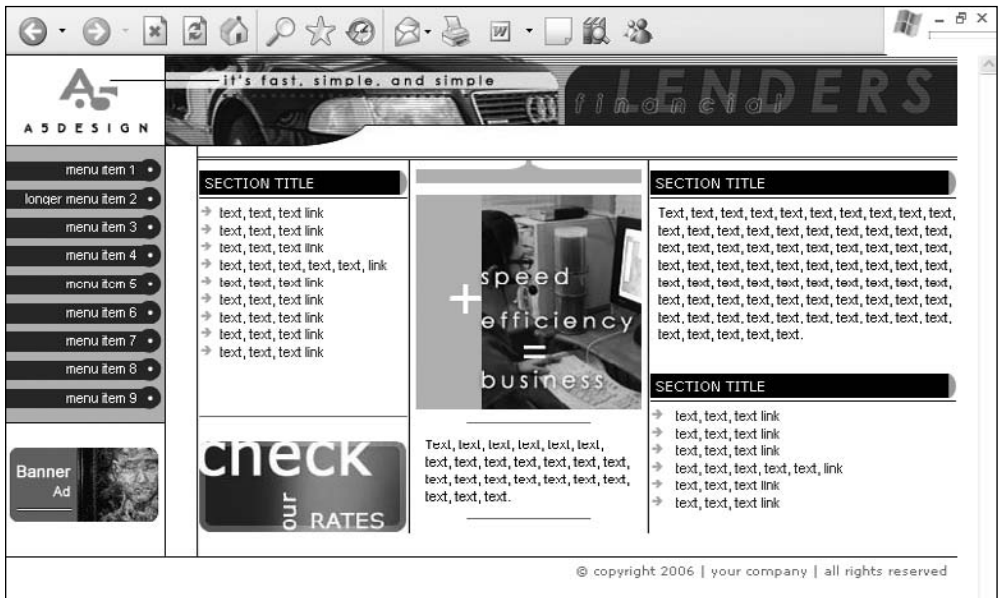 it's fast, simple, and simple
financial LENDERS
A5
A5DESIGN
menu item 1
longer menu item 2
menu item 3
menu item 4
menu item 5
menu item 6
menu item 7
menu item 8
menu item 9
Banner
Ad
SECTION TITLE
text, text, text link
text, text, text link
text, text, text link
text, text, text, text, text, link
text, text, text link
text, text, text link
text, text, text link
text, text, text link
text, text, text link
check
our
RATES
+speed
efficiency
=
business
Text, text, text, text, text, text,
text, text, text, text, text, text, text,
text, text, text, text, text, text, text,
text, text, text.
SECTION TITLE
Text, text, text, text, text, text, text, text, text, text,
text, text, text, text, text, text, text, text, text, text,
text, text, text, text, text, text, text, text, text, text,
text, text, text, text, text, text, text, text, text, text,
text, text, text, text, text, text, text, text, text, text,
text, text, text, text, text, text, text, text, text, text,
text, text, text, text, text, text, text, text, text, text,
text, text, text, text, text.
SECTION TITLE
text, text, text link
text, text, text link
text, text, text link
text, text, text, text, text, link
text, text, text link
text, text, text link
© copyright 2006 | your company | all rights reserved